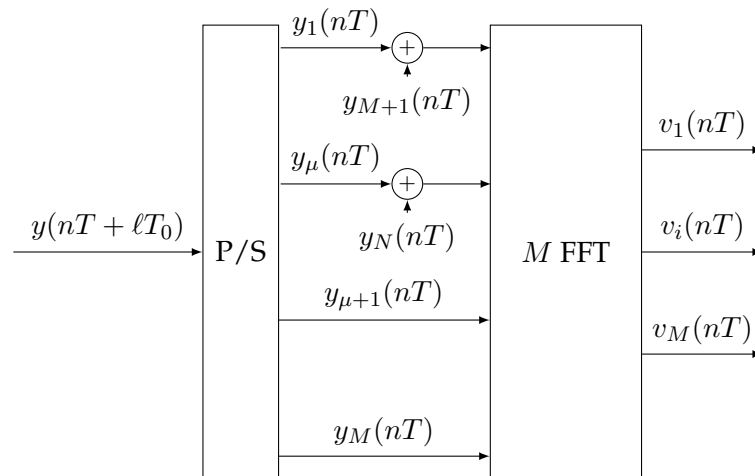 y_1(nT)
+
y_{M+1}(nT)
y_μ(nT)
+
y_N(nT)
y(nT + ℓT_0)
P/S
y_{μ+1}(nT)
y_M(nT)
M FFT
v_1(nT)
v_i(nT)
v_M(nT)